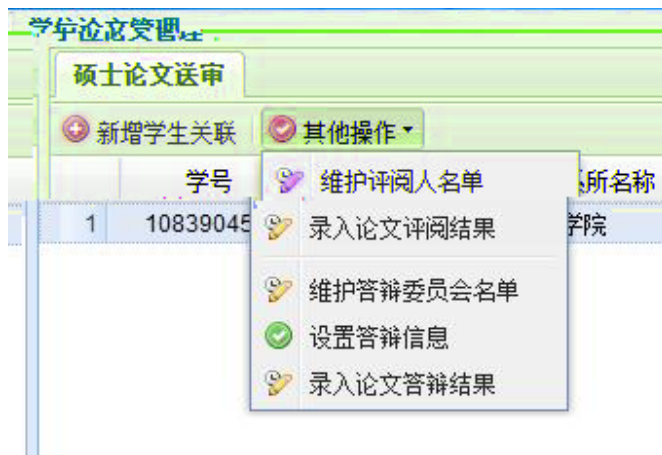 学位论文管理
硕士论文送审
新增学生关联 其他操作
学号 所名称
1 10839045 学院
维护评阅人名单
录入论文评阅结果
维护答辩委员会名单
设置答辩信息
录入论文答辩结果